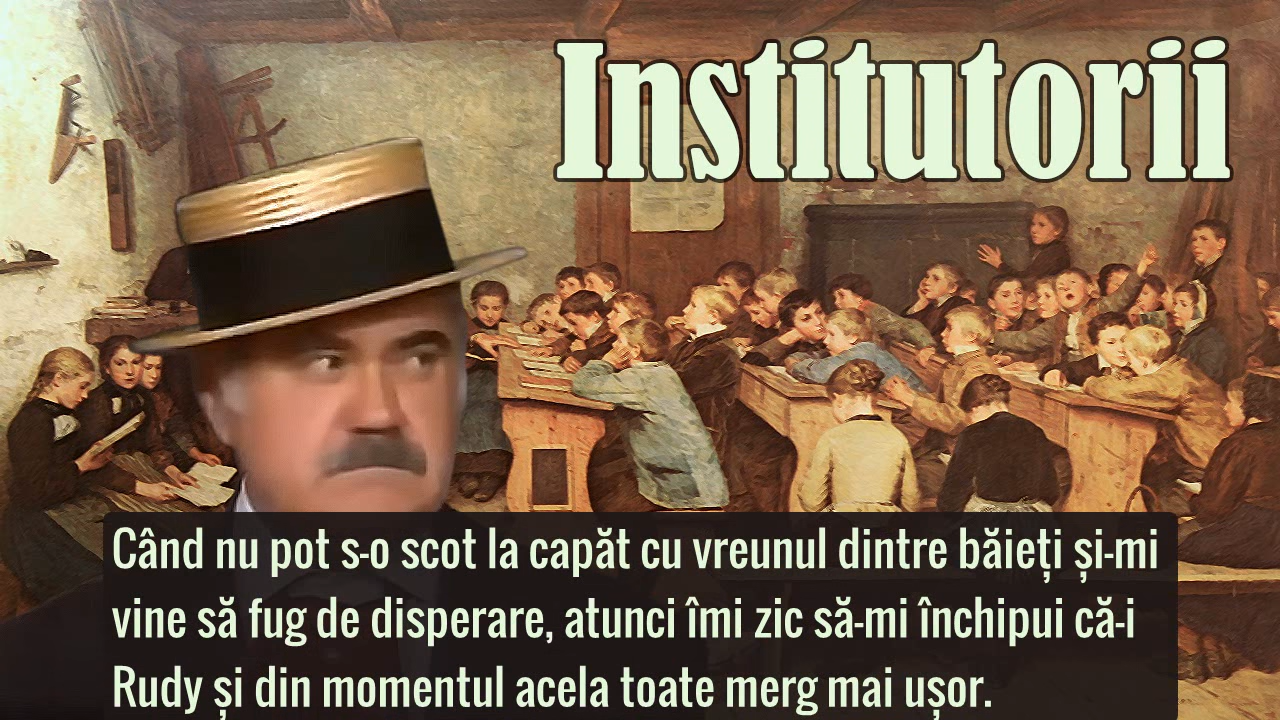 Institutorii
Când nu pot s-o scot la capăt cu vreunul dintre băieți și-mi
vine să fug de disperare, atunci îmi zic să-mi închipui că-i
Rudy și din momentul acela toate merg mai ușor.